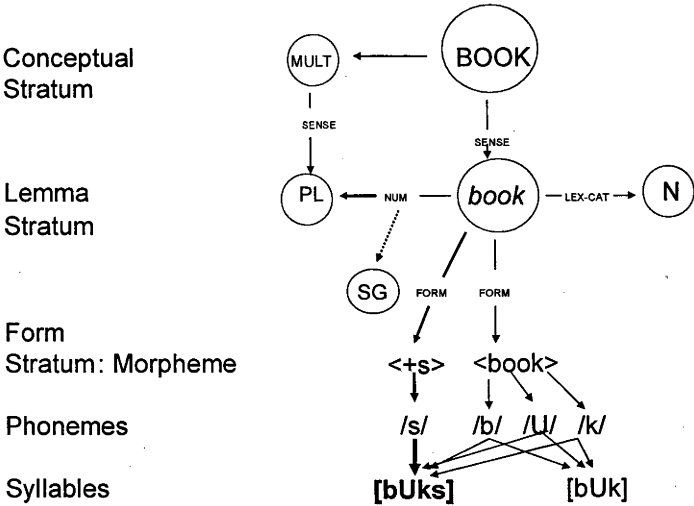 Conceptual
Stratum
MULT
BOOK
SENSE
SENSE
Lemma
Stratum
PL
NUM
book
LEX-CAT
N
SG
FORM
FORM
Form
Stratum: Morpheme
<+s>
<book>
Phonemes
/s/
/b/
/U/
/k/
Syllables
[bUks]
[bUk]